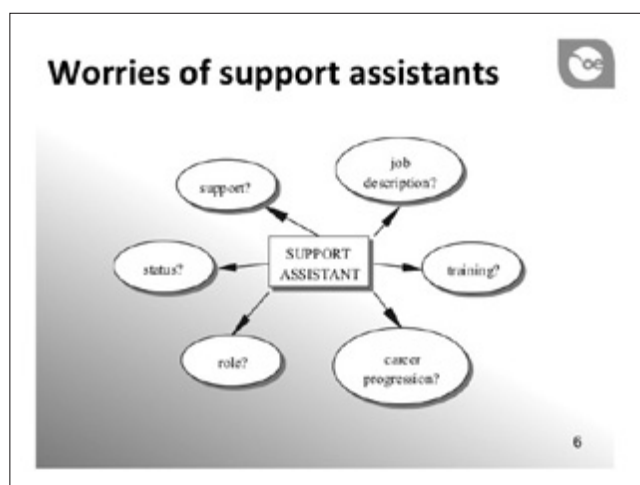 Worries of support assistants
oe
support?
job
description?
SUPPORT
ASSISTANT
status?
training?
role?
career
progression?
6